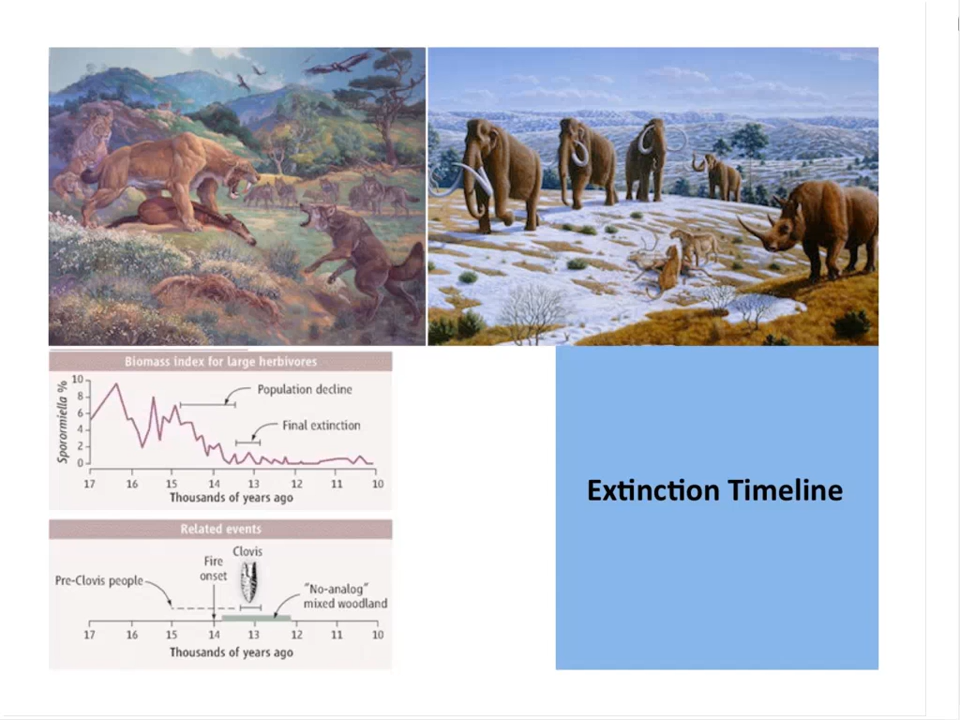 Biomass index for large herbivores
Sporormiella %
10
8
6
4
2
0
Population decline
Final extinction
17 16 15 14 13 12 11 10
Thousands of years ago
Extinction Timeline
Related events
Clovis
Fire
onset
Pre-Clovis people
"No-analog"
mixed woodland
17 16 15 14 13 12 11 10
Thousands of years ago